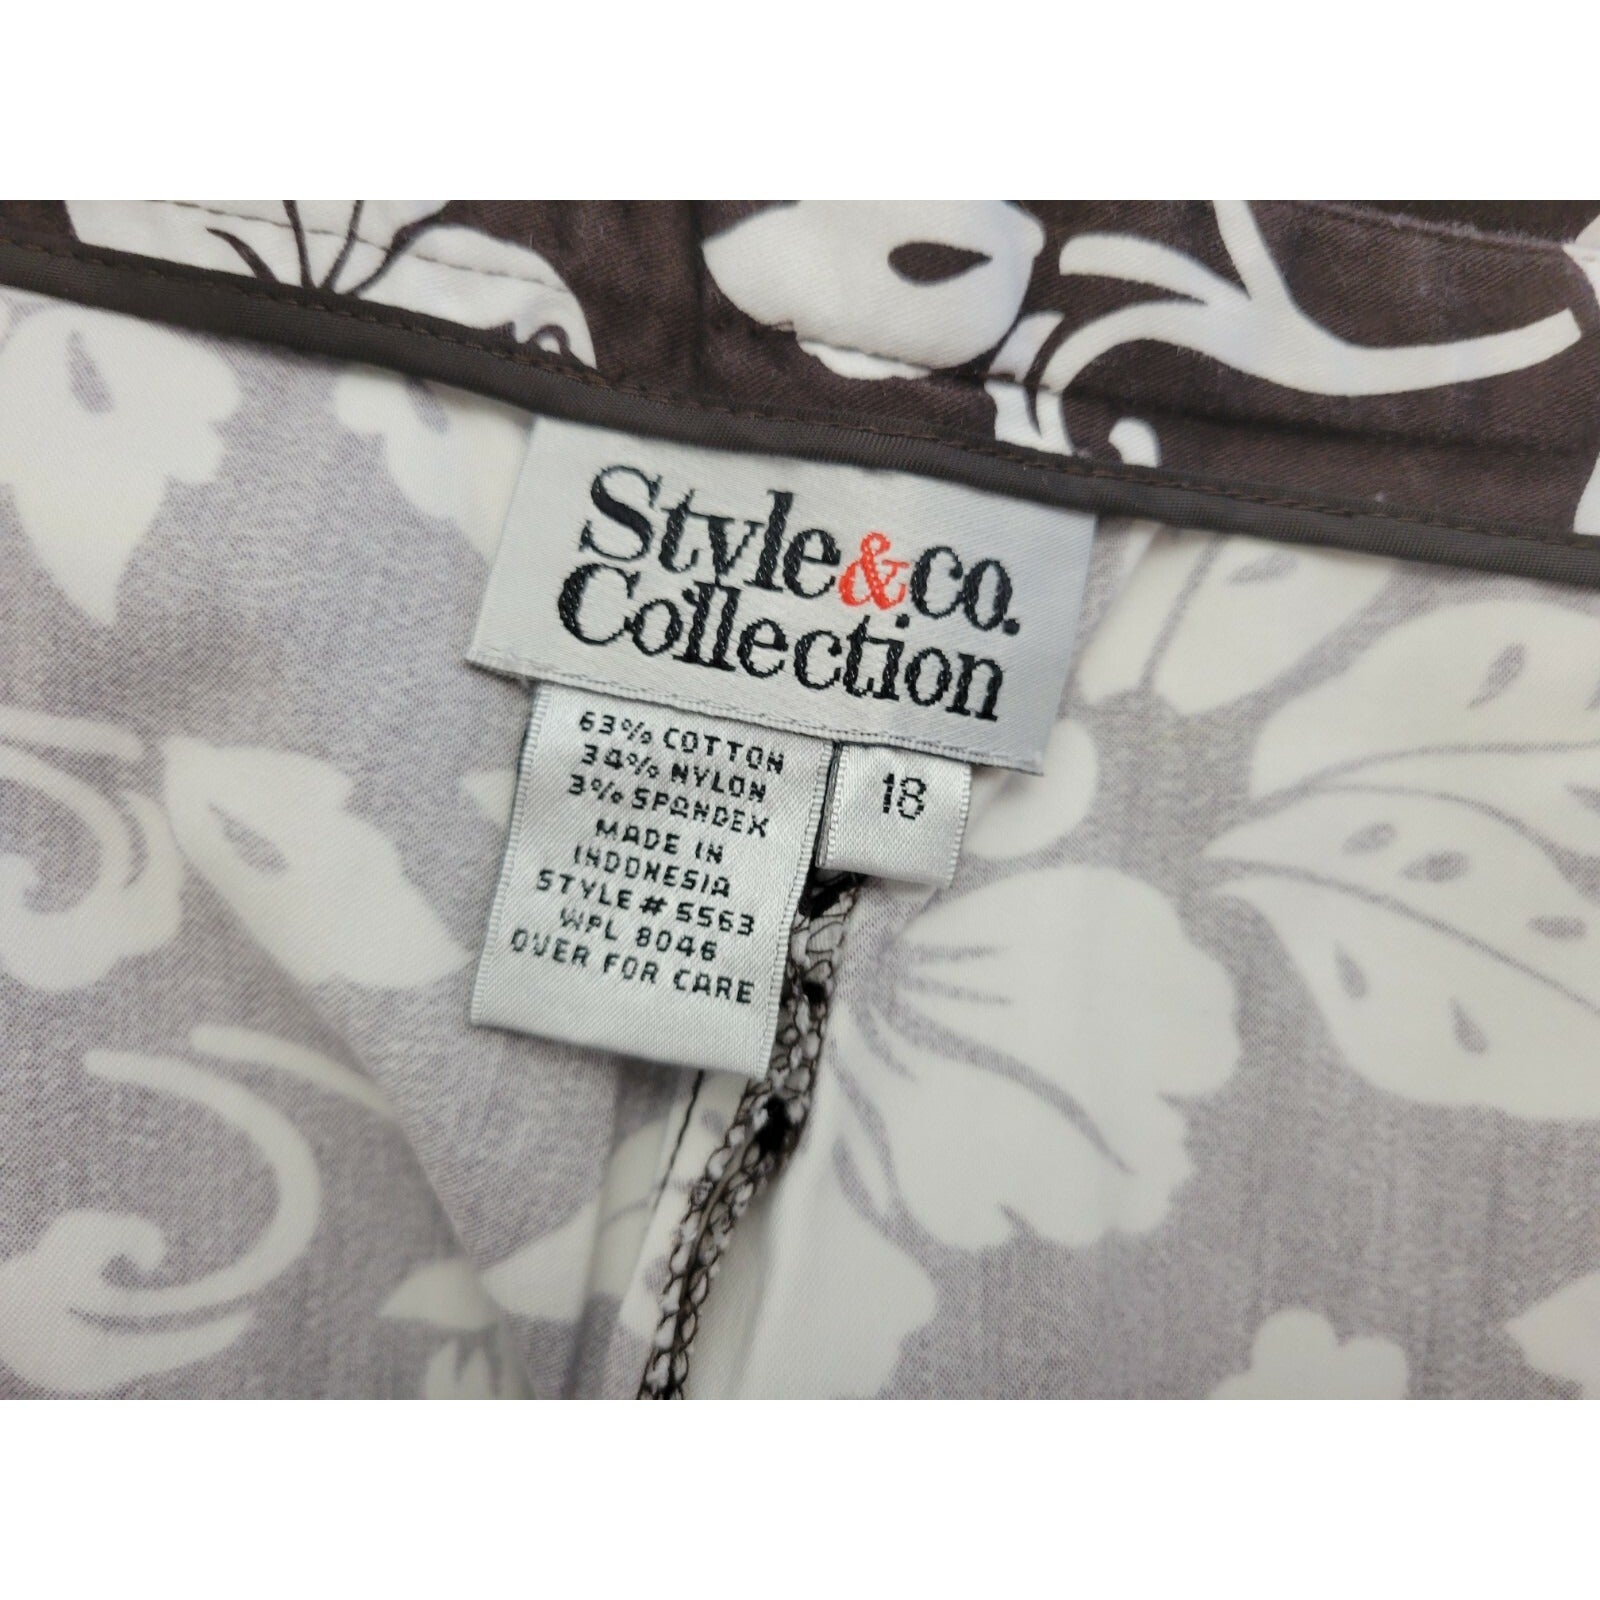 Style&co.
Collection
63% COTTON
34% NYLON
3% SPANDEX
MADE IN
INDONESIA
STYLE # 5563
WPL 8046
OVER FOR CARE
18